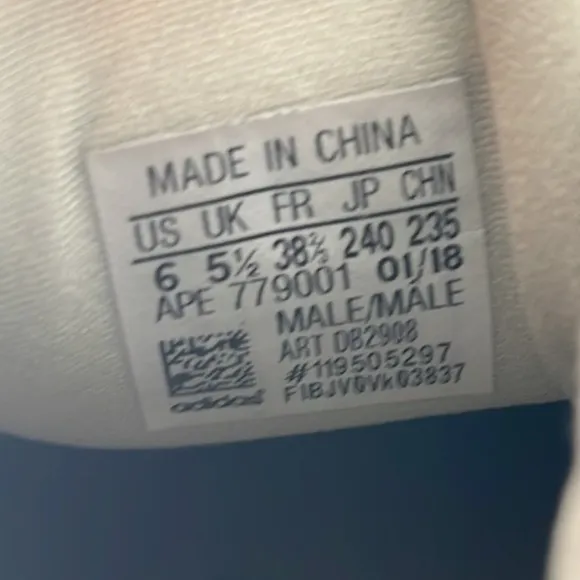 MADE IN CHINA
US UK FR JP CHN
6 5½ 38⅔ 240 235
APE 779001 01/18
MALE/MÂLE
ART DB2908
#119505297
F1BJV0Vk03837
adidas